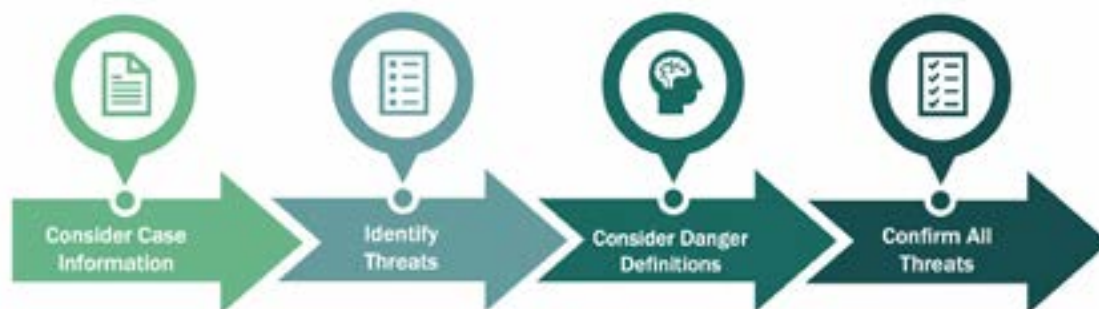 Consider Case
Information
Identify
Threats
Consider Danger
Definitions
Confirm All
Threats